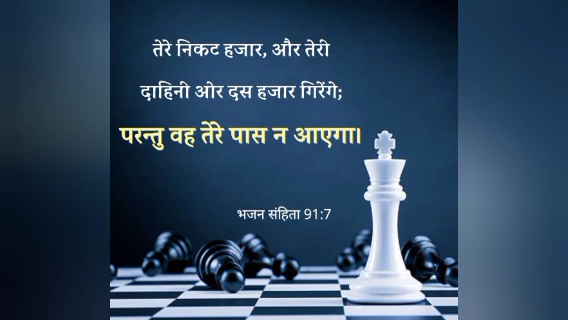 तेरे निकट हजार, और तेरी
दाहिनी ओर दस हजार गिरेंगे;
परन्तु वह तेरे पास न आएगा।
भजन संहिता 91:7